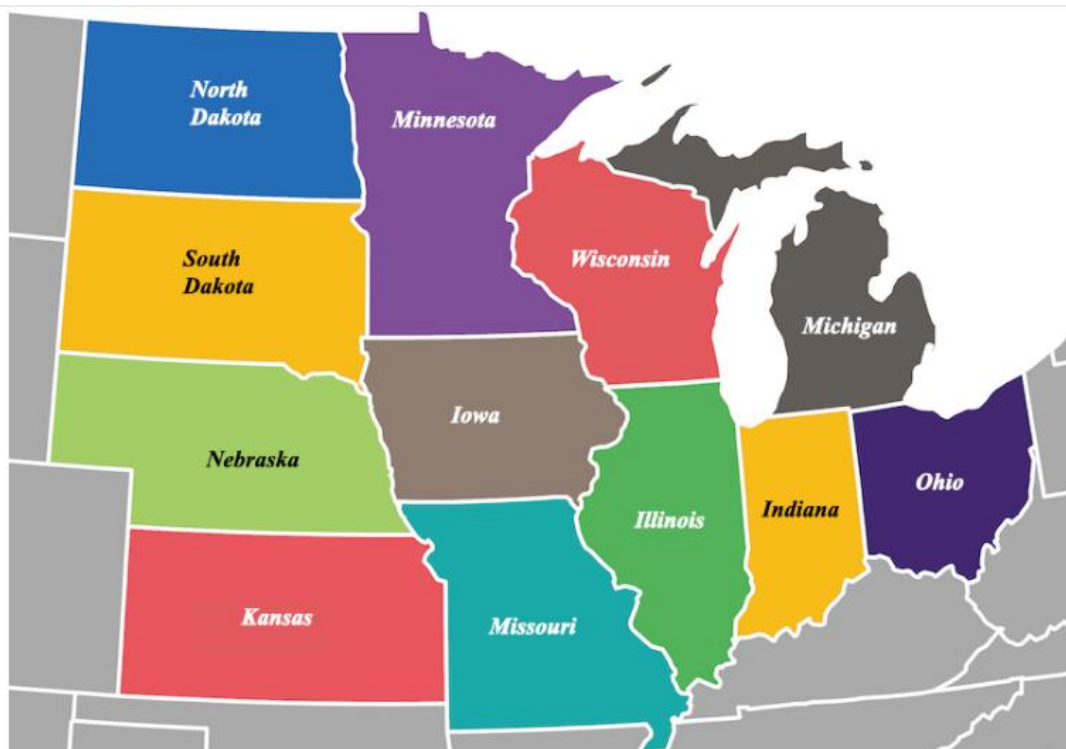 North
Dakota
Minnesota
South
Dakota
Wisconsin
Michigan
Iowa
Nebraska
Illinois
Indiana
Ohio
Kansas
Missouri